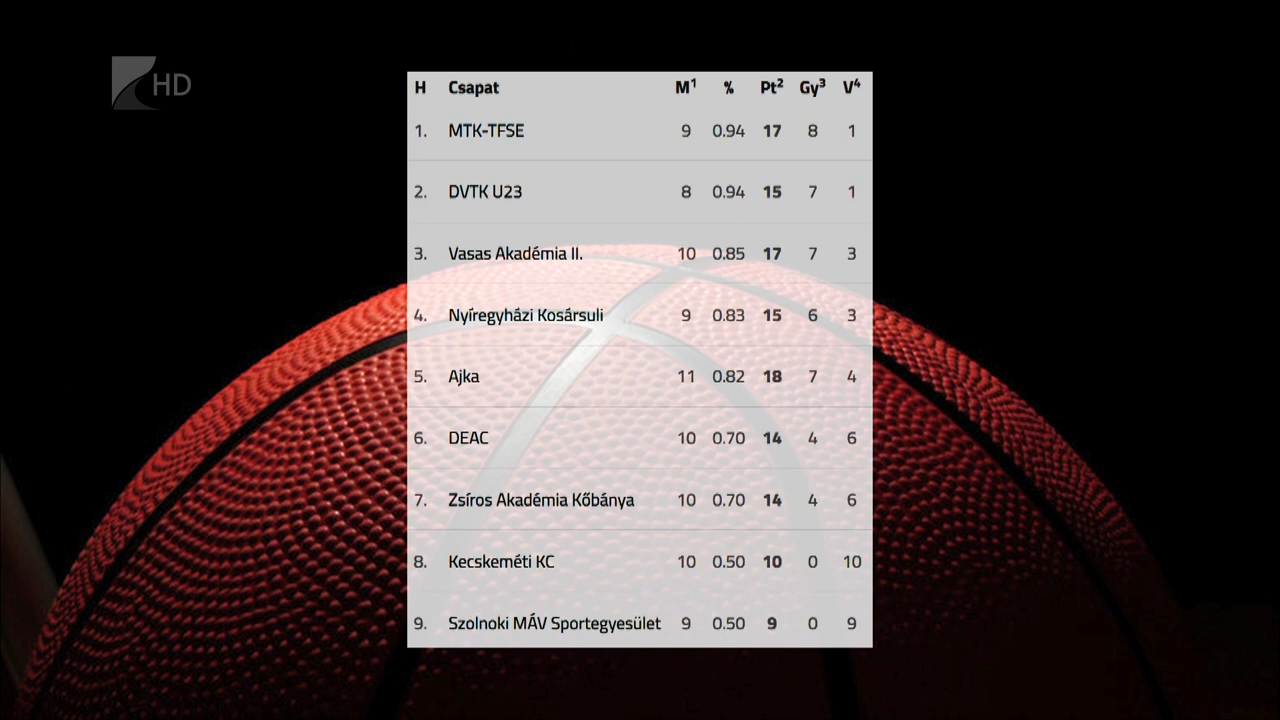 HD
H Csapat M¹ % Pt² Gy³ V⁴
1. MTK-TFSE 9 0.94 17 8 1
2. DVTK U23 8 0.94 15 7 1
3. Vasas Akadémia II. 10 0.85 17 7 3
4. Nyíregyházi Kosársuli 9 0.83 15 6 3
5. Ajka 11 0.82 18 7 4
6. DEAC 10 0.70 14 4 6
7. Zsíros Akadémia Kőbánya 10 0.70 14 4 6
8. Kecskeméti KC 10 0.50 10 0 10
9. Szolnoki MÁV Sportegyesület 9 0.50 9 0 9